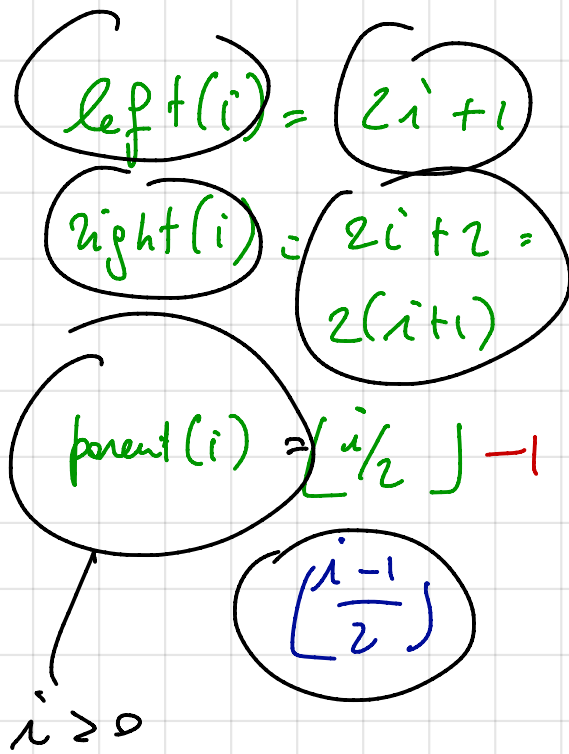 left(i) = 2i + 1
right(i) = 2i + 2 =
2(i+1)
parent(i) = ⌊i/2⌋ - 1
⌊(i-1)/2⌋
i ≥ 0